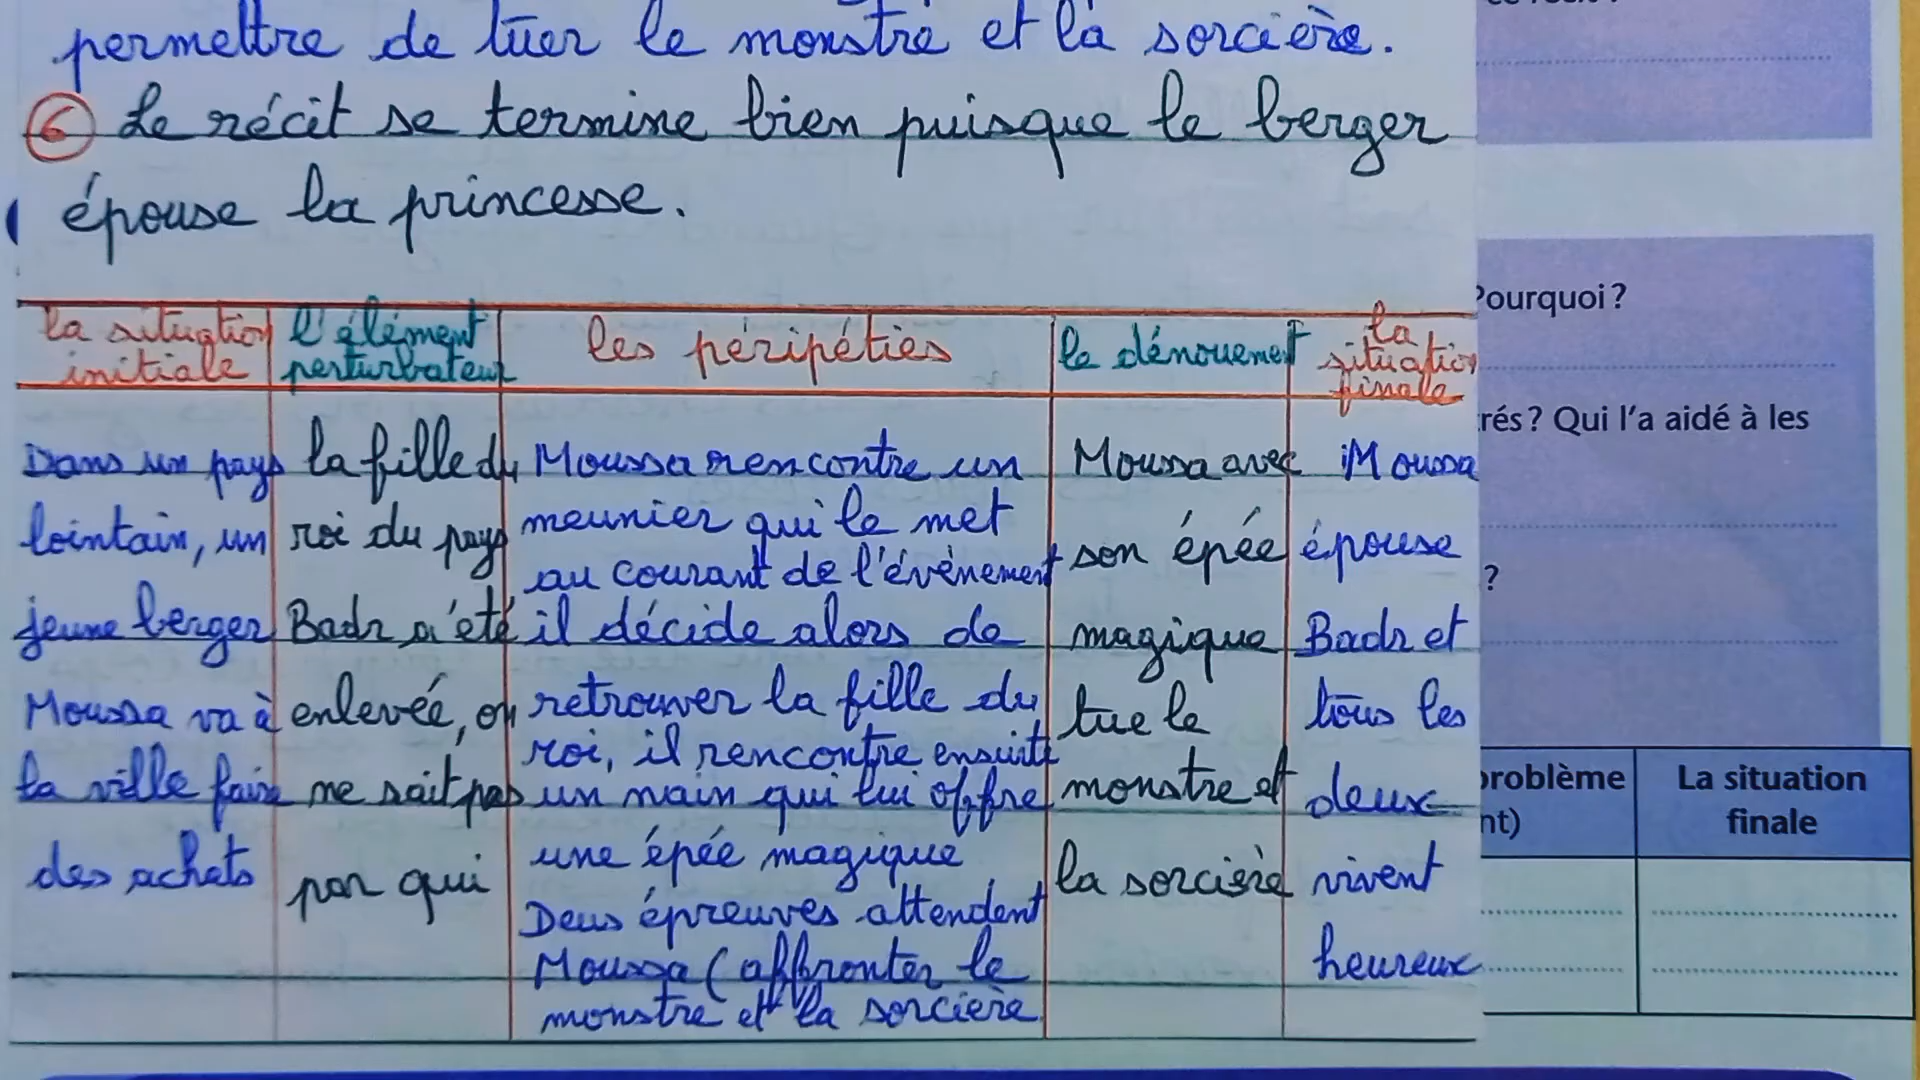 permettre de tuer le monstre et la sorcière.
6 Le récit se termine bien puisque le berger
épouse la princesse.
la situation initiale
l'élément perturbateur
les péripéties
le dénouement
la situation finale
Dans un pays
lointain, un
jeune berger
Moussa va à
la ville faire
des achats
la fille du
roi du pays
Badr a été
enlevée, on
ne sait pas
par qui
Moussa rencontre un
meunier qui le met
au courant de l'évènement
il décide alors de
retrouver la fille du
roi, il rencontre ensuite
un nain qui lui offre
une épée magique
Deus épreuves attendent
Moussa (affronter le
monstre et la sorcière
Moussa avec
son épée
magique
tue le
monstre et
la sorcière
Moussa
épouse
Badr et
tous les
deux
vivent
heureux
Pourquoi ?
rés ? Qui l'a aidé à les
?
problème
nt)
La situation
finale